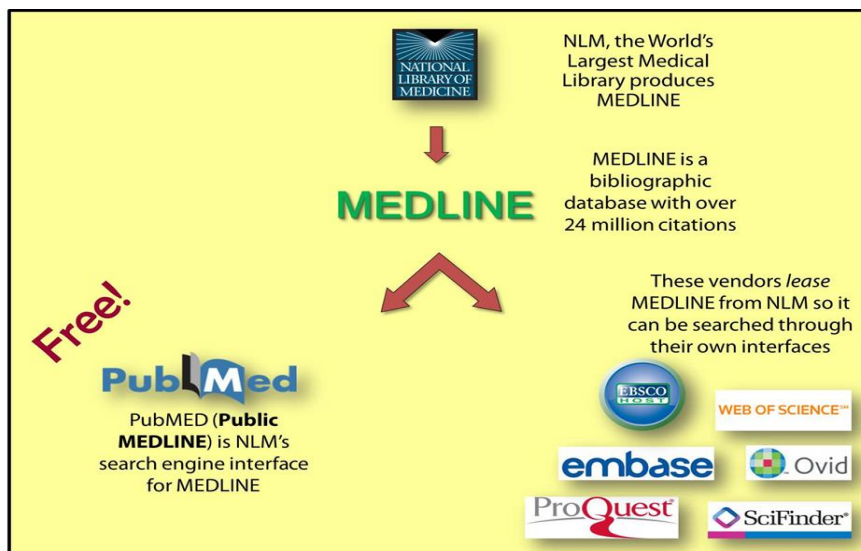 NATIONAL
LIBRARY OF
MEDICINE
NLM, the World's
Largest Medical
Library produces
MEDLINE
MEDLINE
MEDLINE is a
bibliographic
database with over
24 million citations
Free!
PubMed
PubMED (Public
MEDLINE) is NLM's
search engine interface
for MEDLINE
These vendors lease
MEDLINE from NLM so it
can be searched through
their own interfaces
EBSCO
HOST
WEB OF SCIENCE™
embase
Ovid
ProQuest®
SciFinder®